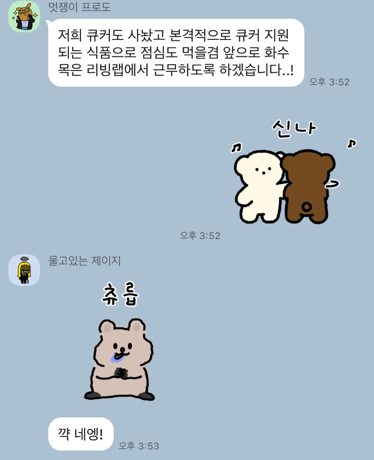 멋쟁이 프로도
저희 큐커도 사놨고 본격적으로 큐커 지원
되는 식품으로 점심도 먹을겸 앞으로 화수
목은 리빙랩에서 근무하도록 하겠습니다..!
오후 3:52
신나
오후 3:52
울고있는 제이지
츄릅
꺅 네엥!
오후 3:53